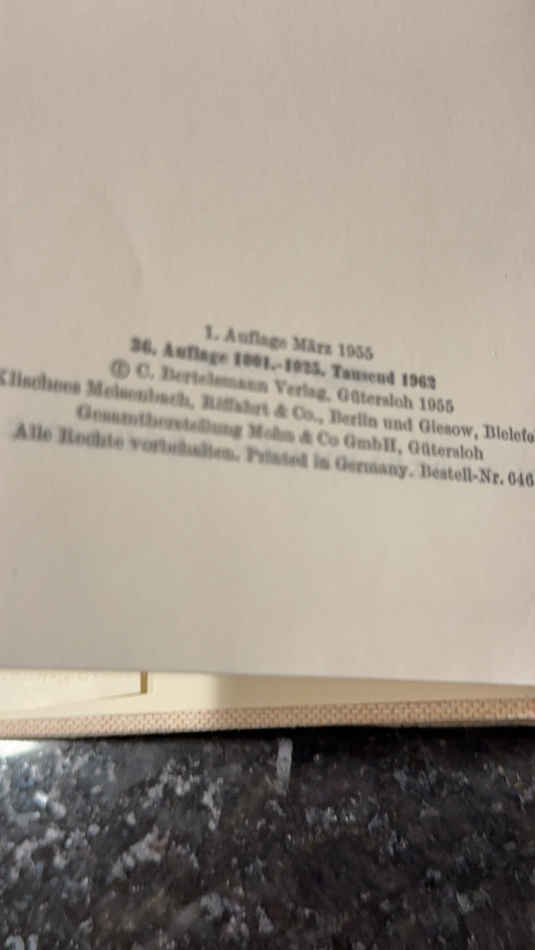 1. Auflage März 1955
36. Auflage 1001.-1025. Tausend 1962
© C. Bertelsmann Verlag, Gütersloh 1955
Klischees Meisenbach, Riffarth & Co., Berlin und Giesow, Bielefe
Gesamtherstellung Mohn & Co GmbH, Gütersloh
Alle Rechte vorbehalten. Printed in Germany. Bestell-Nr. 646